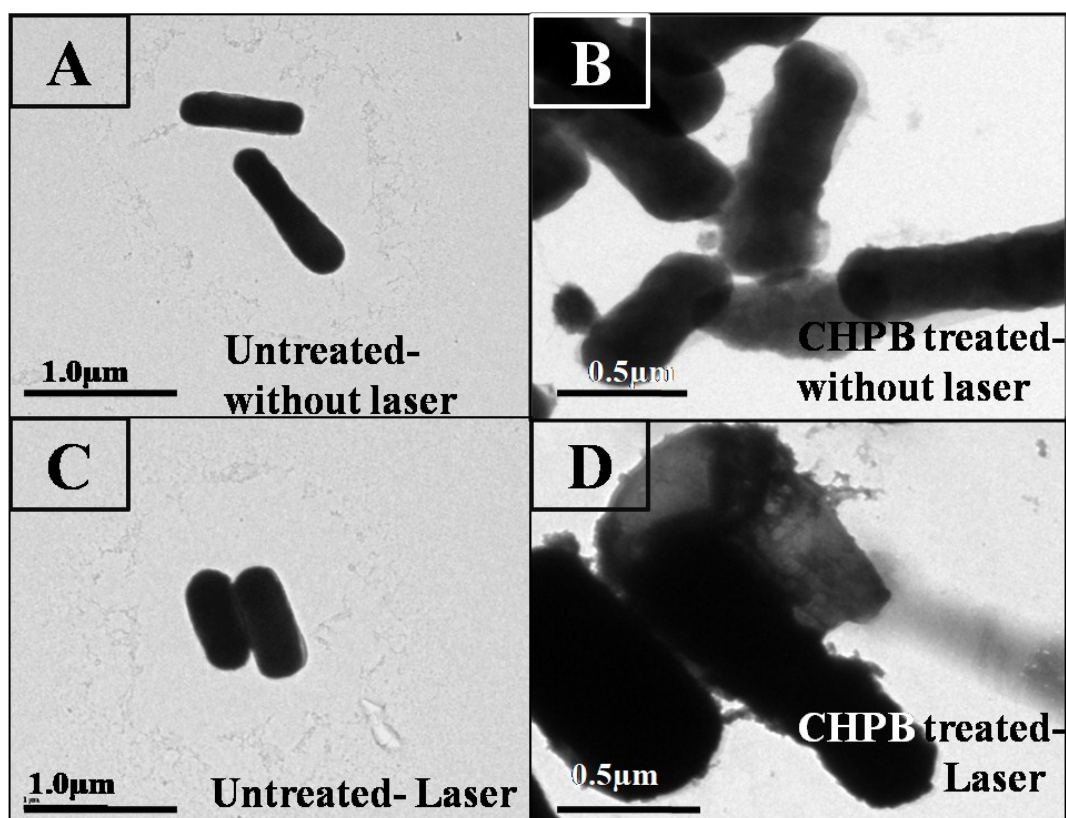 A
1.0μm
Untreated-
without laser
B
0.5μm
CHPB treated-
without laser
C
1.0μm
Untreated- Laser
D
0.5μm
CHPB treated-
Laser